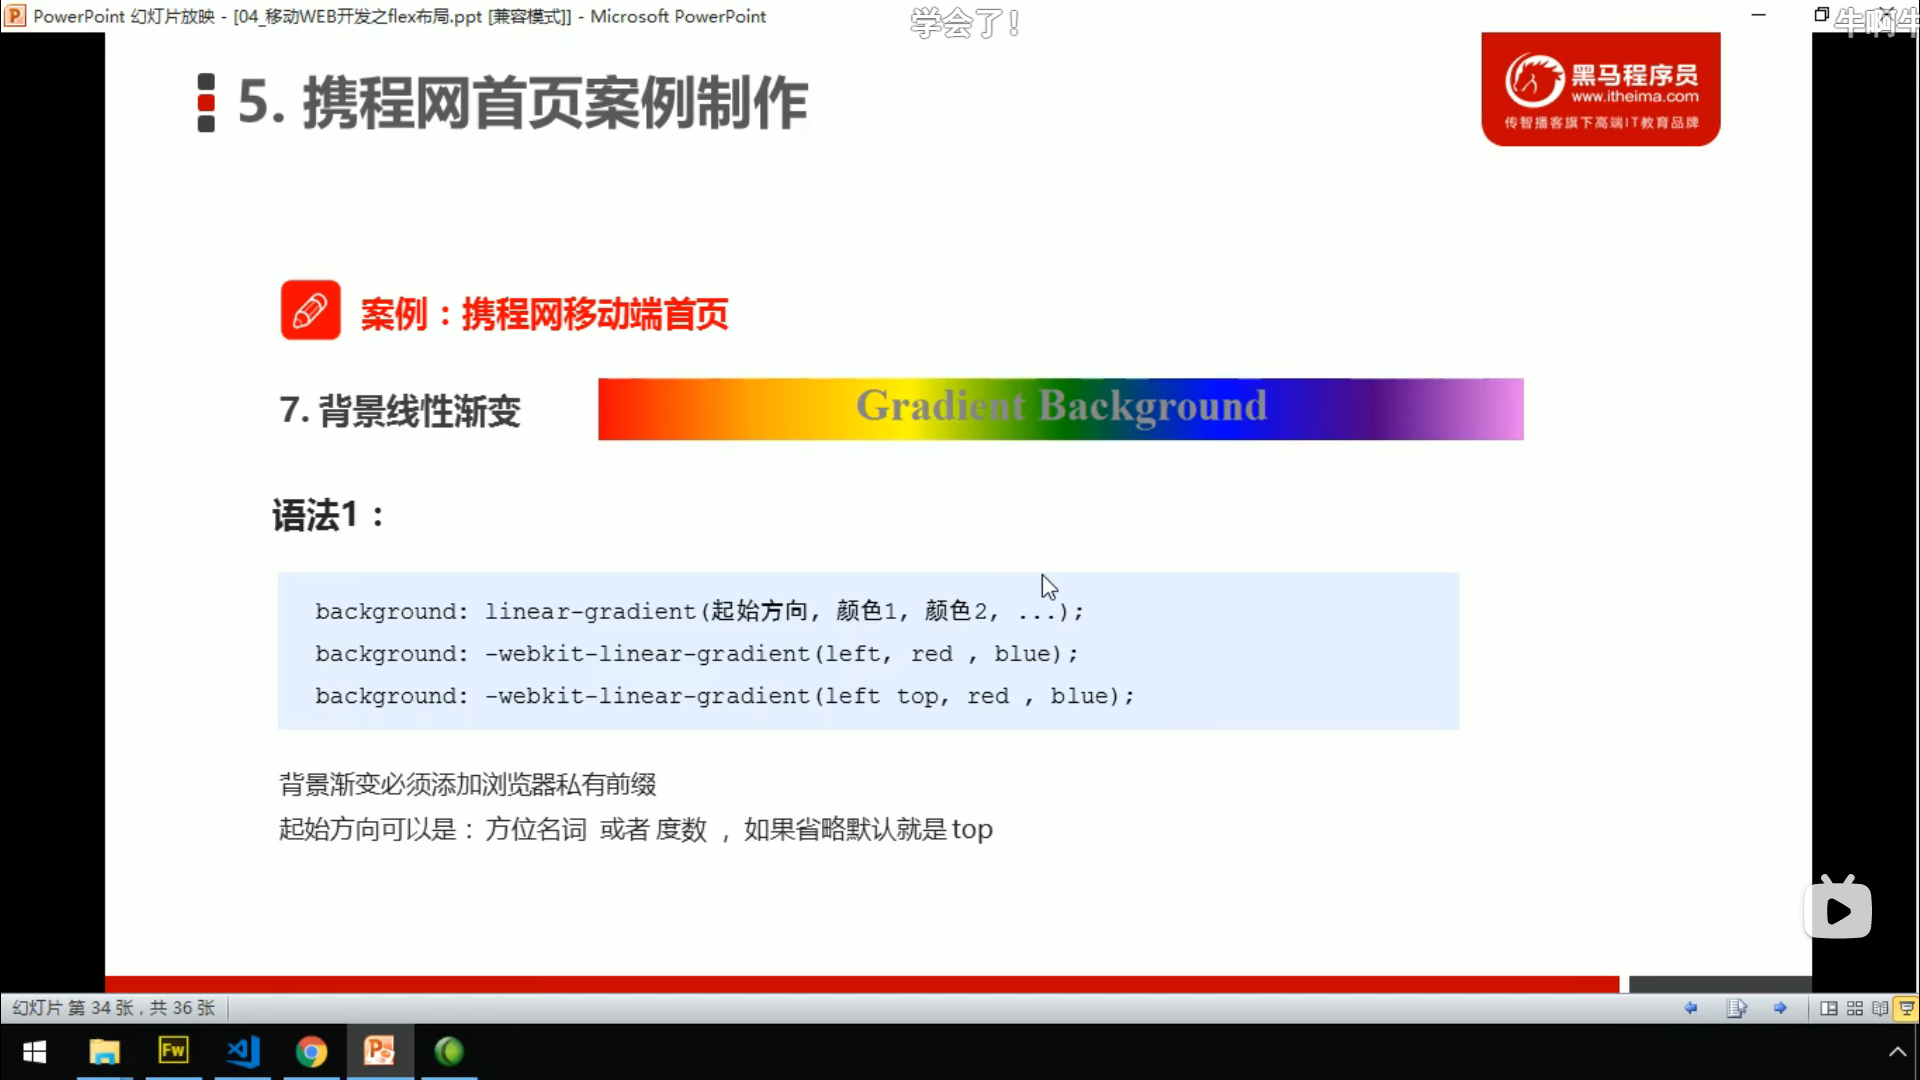 PowerPoint 幻灯片放映 - [04_移动WEB开发之flex布局.ppt [兼容模式]] - Microsoft PowerPoint
学会了！
牛啊牛
5. 携程网首页案例制作
黑马程序员
www.itheima.com
传智播客旗下高端IT教育品牌
案例：携程网移动端首页
7. 背景线性渐变
Gradient Background
语法1：
background: linear-gradient(起始方向, 颜色1, 颜色2, ...);
background: -webkit-linear-gradient(left, red , blue);
background: -webkit-linear-gradient(left top, red , blue);
背景渐变必须添加浏览器私有前缀
起始方向可以是：方位名词 或者 度数 ，如果省略默认就是 top
幻灯片 第 34 张，共 36 张
Fw